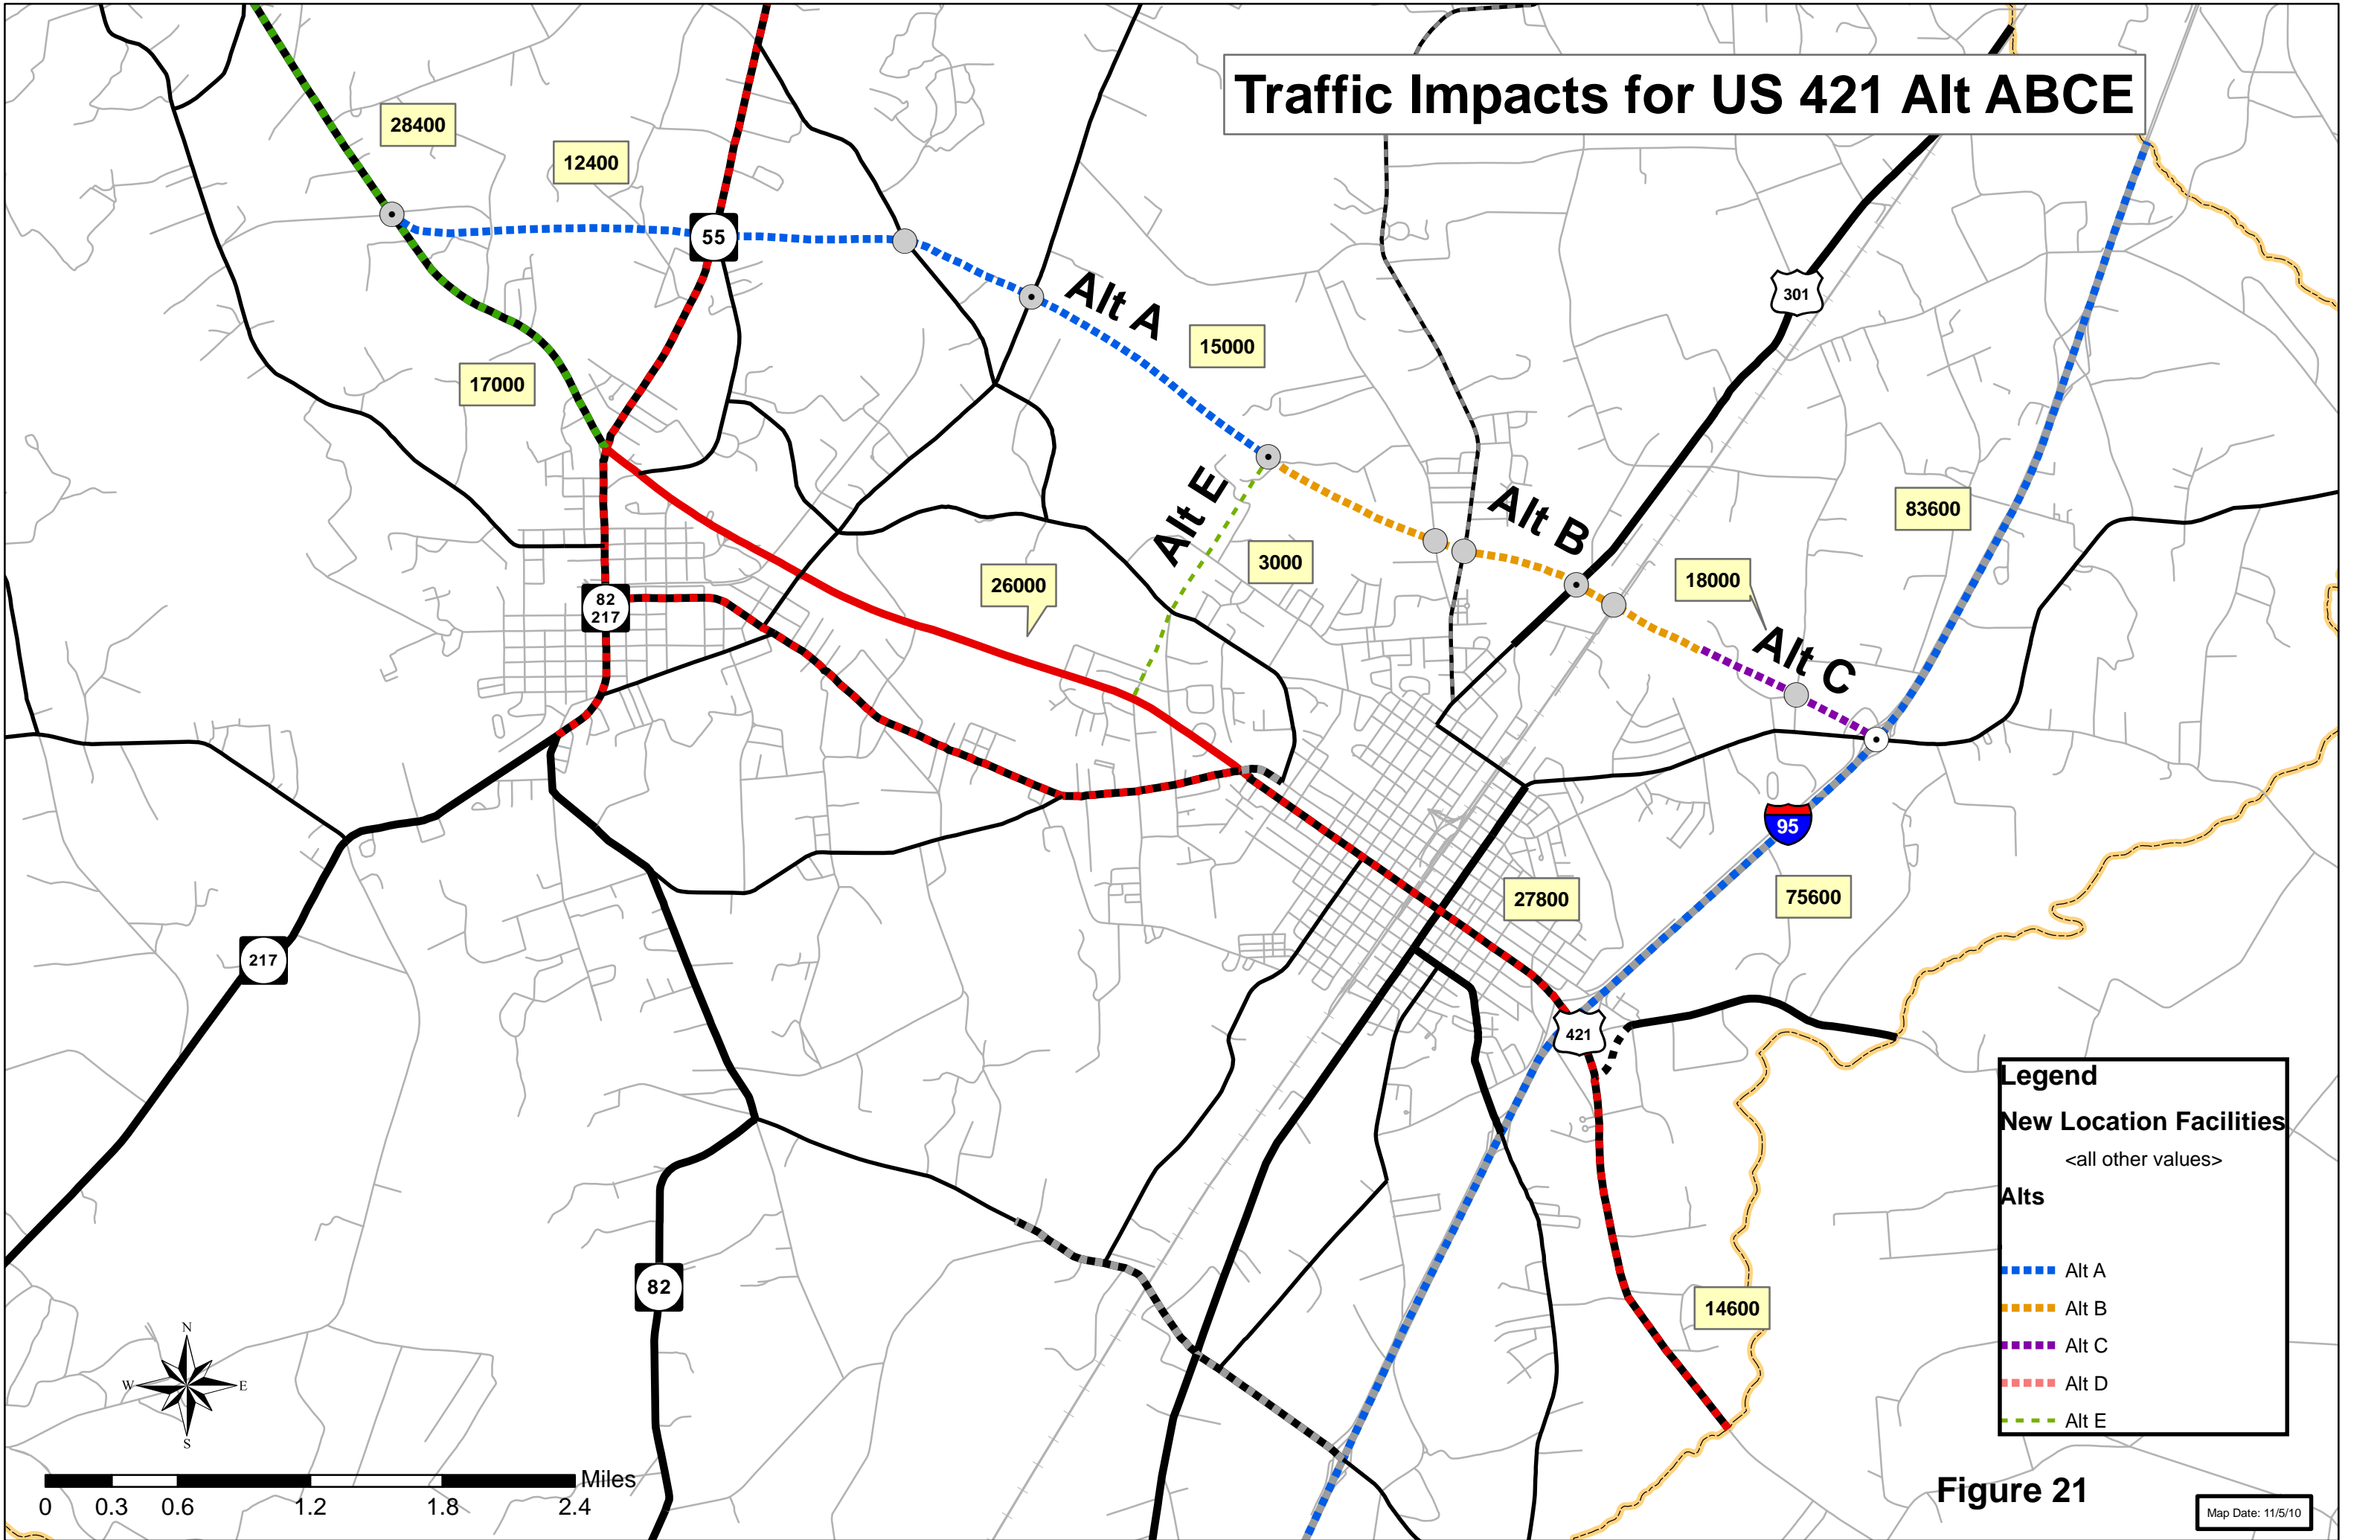 Traffic Impacts for US 421 Alt ABCE
28400
12400
55
301
Alt A
15000
17000
Alt E
Alt B
83600
3000
18000
26000
82
217
Alt C
95
75600
27800
217
421
Legend
New Location Facilities
<all other values>
Alts
Alt A
Alt B
Alt C
Alt D
Alt E
82
14600
N
W
E
S
Miles
0 0.3 0.6 1.2 1.8 2.4
Figure 21
Map Date: 11/5/10